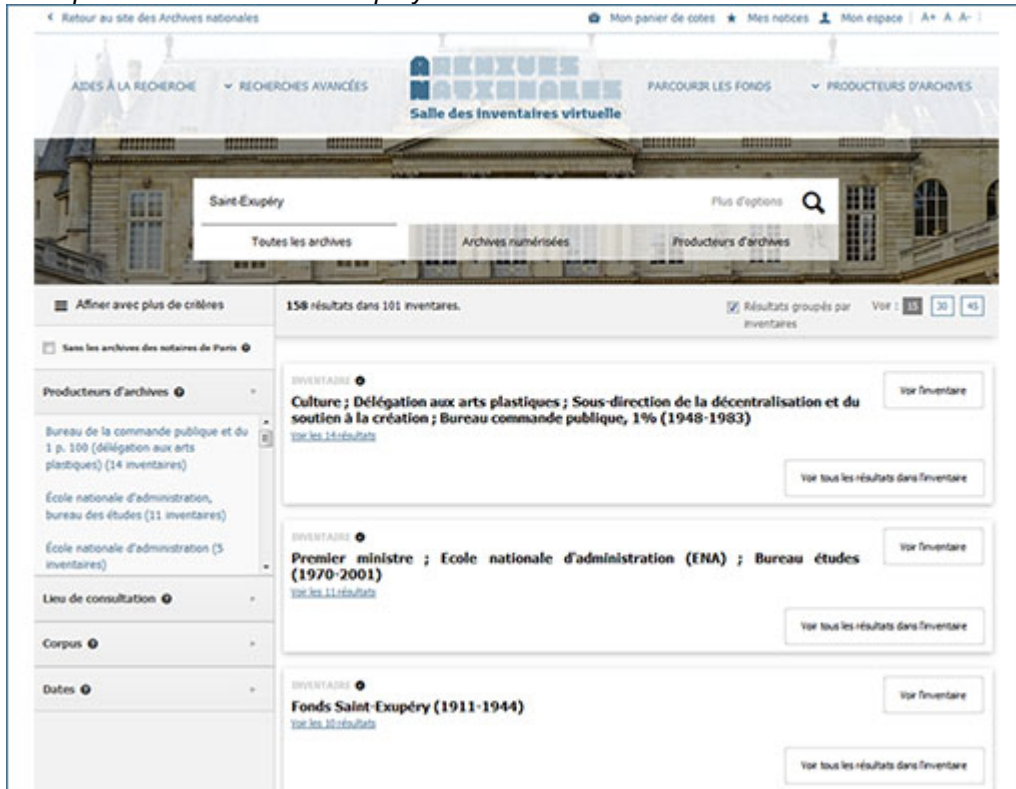 Retour au site des Archives nationales
Mon panier de cotes Mes notices Mon espace A+ A A-
AIDES À LA RECHERCHE RECHERCHES AVANCÉES ARCHIVES NATIONALES PARCOURIR LES FONDS PRODUCTEURS D'ARCHIVES
Salle des inventaires virtuelle
Saint-Exupéry Plus d'options
Toutes les archives Archives numérisées Producteurs d'archives
Affiner avec plus de critères
158 résultats dans 101 inventaires.
Résultats groupés par inventaires
Voir : 15 30 45
Sans les archives des notaires de Paris
Producteurs d'archives
Bureau de la commande publique et du
1 p. 100 (délégation aux arts
plastiques) (14 inventaires)
École nationale d'administration,
bureau des études (11 inventaires)
École nationale d'administration (5
inventaires)
Lieu de consultation
Corpus
Dates
INVENTAIRE
Culture ; Délégation aux arts plastiques ; Sous-direction de la décentralisation et du
soutien à la création ; Bureau commande publique, 1% (1948-1983)
Voir les 14 résultats
Voir l'inventaire
Voir tous les résultats dans l'inventaire
INVENTAIRE
Premier ministre ; Ecole nationale d'administration (ENA) ; Bureau études
(1970-2001)
Voir les 11 résultats
Voir l'inventaire
Voir tous les résultats dans l'inventaire
INVENTAIRE
Fonds Saint-Exupéry (1911-1944)
Voir les 10 résultats
Voir l'inventaire
Voir tous les résultats dans l'inventaire